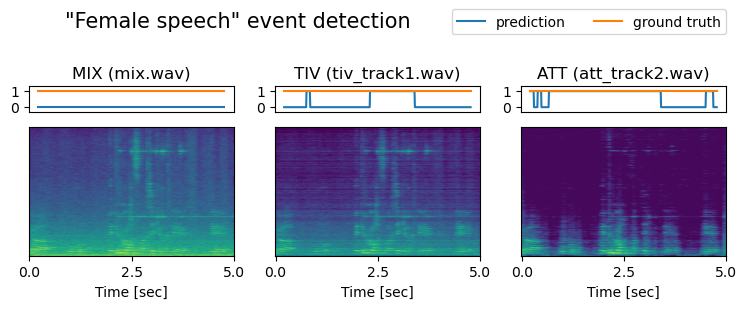 "Female speech" event detection
prediction
ground truth
MIX (mix.wav)
TIV (tiv_track1.wav)
ATT (att_track2.wav)
1
0
1
0
1
0
0.0 2.5 5.0
0.0 2.5 5.0
0.0 2.5 5.0
Time [sec]
Time [sec]
Time [sec]